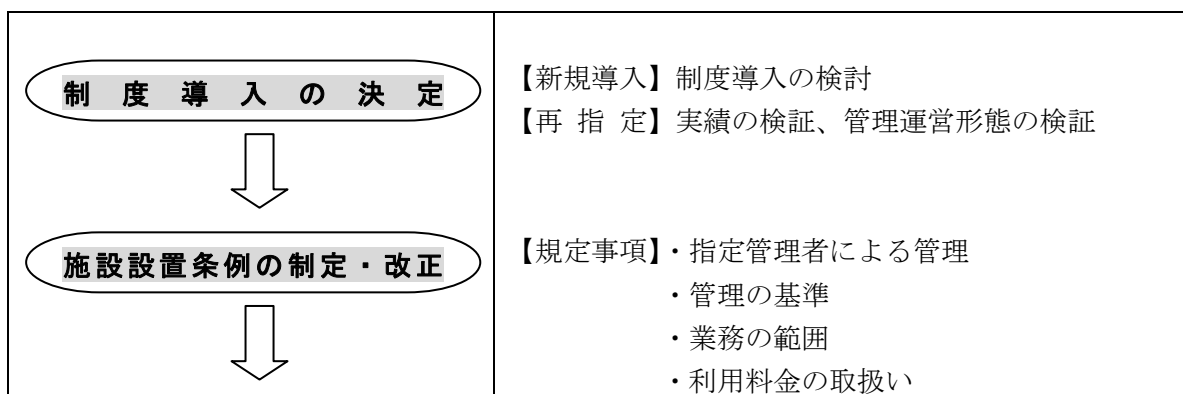 制度導入の決定
【新規導入】制度導入の検討
【再 指 定】実績の検証、管理運営形態の検証
施設設置条例の制定・改正
【規定事項】・指定管理者による管理
・管理の基準
・業務の範囲
・利用料金の取扱い